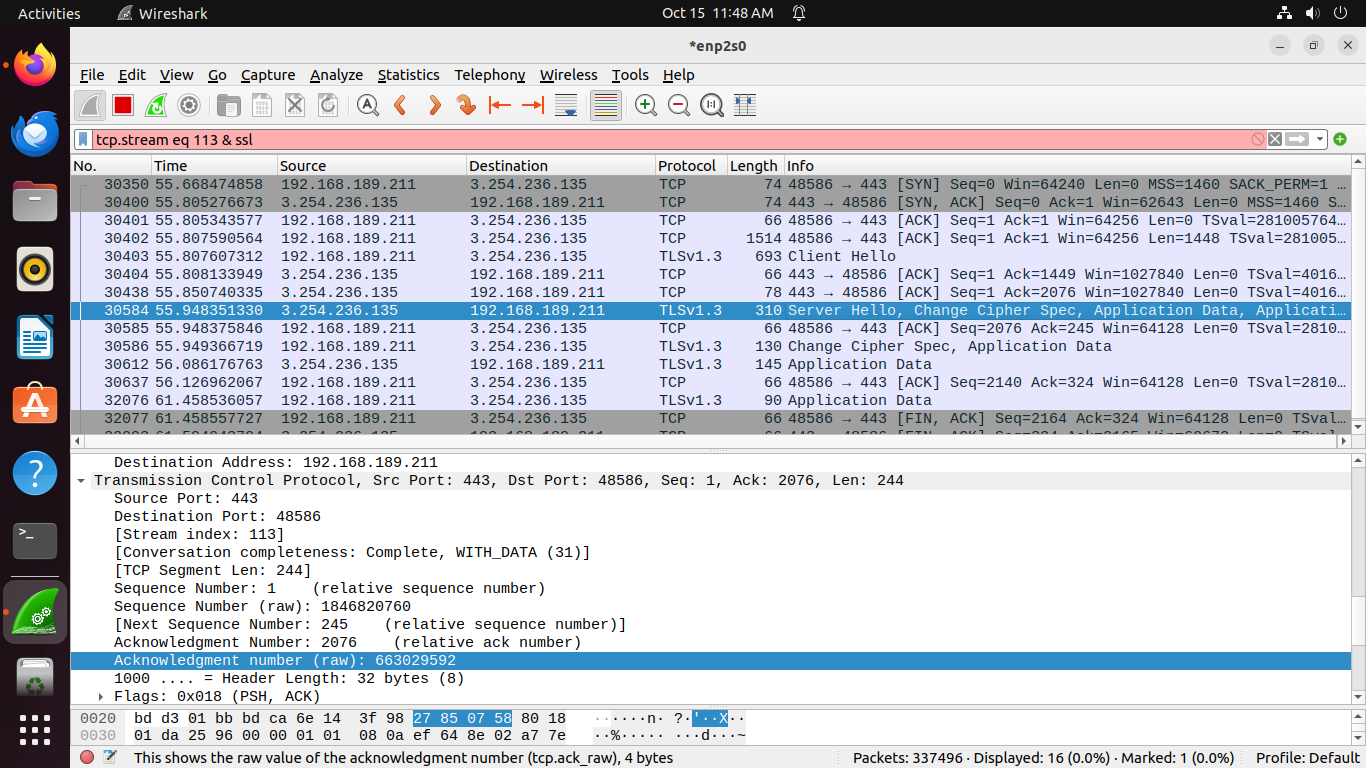 Activities Wireshark Oct 15 11:48 AM
*enp2s0
File Edit View Go Capture Analyze Statistics Telephony Wireless Tools Help
tcp.stream eq 113 & ssl
No. Time Source Destination Protocol Length Info
30350 55.668474858 192.168.189.211 3.254.236.135 TCP 74 48586 → 443 [SYN] Seq=0 Win=64240 Len=0 MSS=1460 SACK_PERM=1 …
30400 55.805276673 3.254.236.135 192.168.189.211 TCP 74 443 → 48586 [SYN, ACK] Seq=0 Ack=1 Win=62643 Len=0 MSS=1460 S…
30401 55.805343577 192.168.189.211 3.254.236.135 TCP 66 48586 → 443 [ACK] Seq=1 Ack=1 Win=64256 Len=0 TSval=281005764…
30402 55.807590564 192.168.189.211 3.254.236.135 TCP 1514 48586 → 443 [ACK] Seq=1 Ack=1 Win=64256 Len=1448 TSval=281005…
30403 55.807607312 192.168.189.211 3.254.236.135 TLSv1.3 693 Client Hello
30404 55.808133949 3.254.236.135 192.168.189.211 TCP 66 443 → 48586 [ACK] Seq=1 Ack=1449 Win=1027840 Len=0 TSval=4016…
30438 55.850740335 3.254.236.135 192.168.189.211 TCP 78 443 → 48586 [ACK] Seq=1 Ack=2076 Win=1027840 Len=0 TSval=4016…
30584 55.948351330 3.254.236.135 192.168.189.211 TLSv1.3 310 Server Hello, Change Cipher Spec, Application Data, Applicati…
30585 55.948375846 192.168.189.211 3.254.236.135 TCP 66 48586 → 443 [ACK] Seq=2076 Ack=245 Win=64128 Len=0 TSval=2810…
30586 55.949366719 192.168.189.211 3.254.236.135 TLSv1.3 130 Change Cipher Spec, Application Data
30612 56.086176763 3.254.236.135 192.168.189.211 TLSv1.3 145 Application Data
30637 56.126962067 192.168.189.211 3.254.236.135 TCP 66 48586 → 443 [ACK] Seq=2140 Ack=324 Win=64128 Len=0 TSval=2810…
32076 61.458536057 192.168.189.211 3.254.236.135 TLSv1.3 90 Application Data
32077 61.458557727 192.168.189.211 3.254.236.135 TCP 66 48586 → 443 [FIN, ACK] Seq=2164 Ack=324 Win=64128 Len=0 TSval…
Destination Address: 192.168.189.211
Transmission Control Protocol, Src Port: 443, Dst Port: 48586, Seq: 1, Ack: 2076, Len: 244
Source Port: 443
Destination Port: 48586
[Stream index: 113]
[Conversation completeness: Complete, WITH_DATA (31)]
[TCP Segment Len: 244]
Sequence Number: 1 (relative sequence number)
Sequence Number (raw): 1846820760
[Next Sequence Number: 245 (relative sequence number)]
Acknowledgment Number: 2076 (relative ack number)
Acknowledgment number (raw): 663029592
1000 .... = Header Length: 32 bytes (8)
Flags: 0x018 (PSH, ACK)
0020 bd d3 01 bb bd ca 6e 14 3f 98 27 85 07 58 80 18 ······n· ?·'··X··
0030 01 da 25 96 00 00 01 01 08 0a ef 64 8e 02 a7 7e ··%····· ···d···~
This shows the raw value of the acknowledgment number (tcp.ack_raw), 4 bytes Packets: 337496 · Displayed: 16 (0.0%) · Marked: 1 (0.0%) Profile: Default